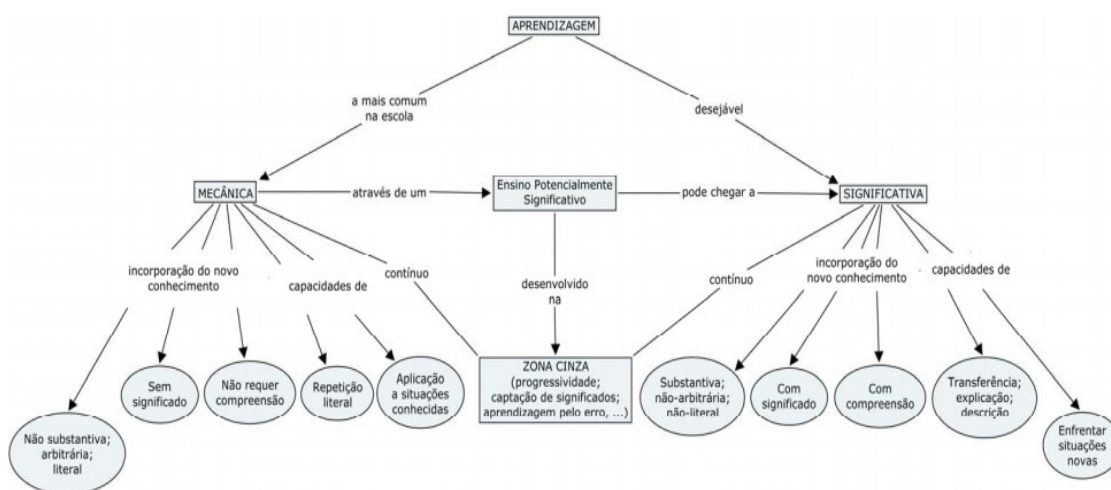 APRENDIZAGEM
a mais comum
na escola
desejável
MECÂNICA
através de um
Ensino Potencialmente
Significativo
pode chegar a
SIGNIFICATIVA
incorporação do novo
conhecimento
capacidades de
contínuo
desenvolvido
na
contínuo
incorporação do
novo conhecimento
capacidades de
Não substantiva;
arbitrária;
literal
Sem
significado
Não requer
compreensão
Repetição
literal
Aplicação
a situações
conhecidas
ZONA CINZA
(progressividade;
captação de significados;
aprendizagem pelo erro, ...)
Substantiva;
não-arbitrária;
não-literal
Com
significado
Com
compreensão
Transferência;
explicação;
descrição
Enfrentar
situações
novas